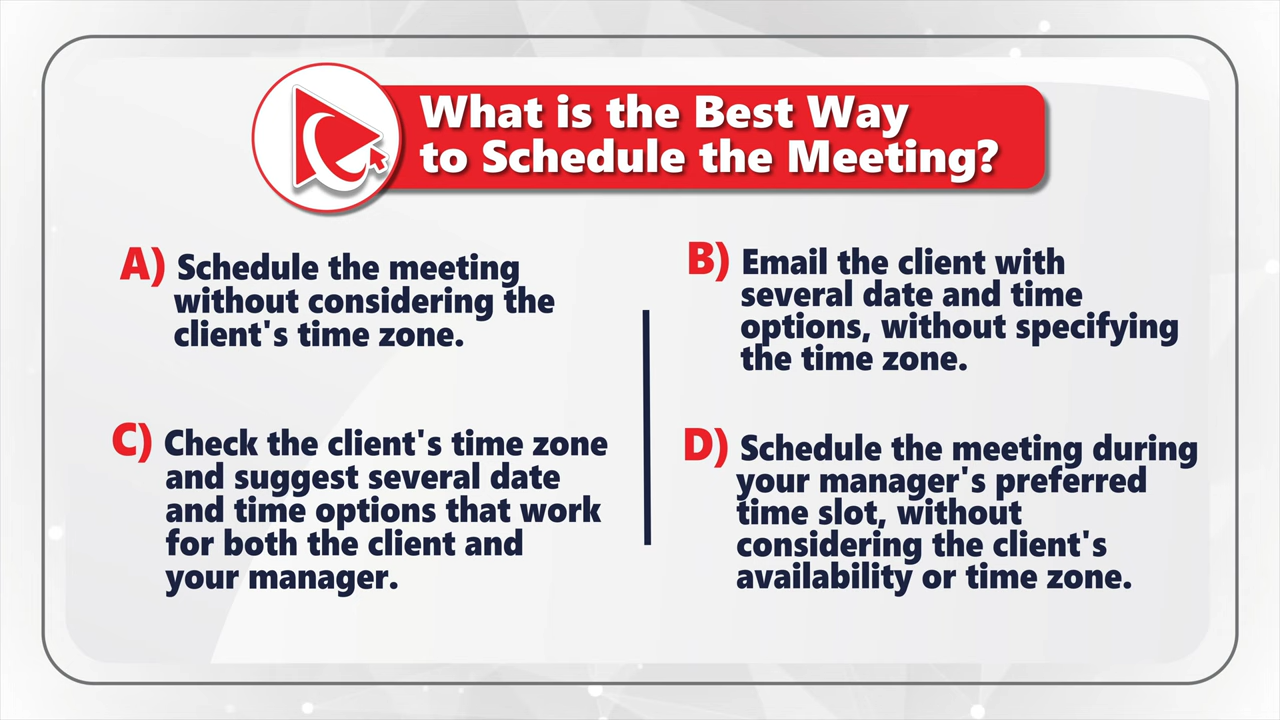 What is the Best Way
to Schedule the Meeting?
A) Schedule the meeting
without considering the
client's time zone.
B) Email the client with
several date and time
options, without specifying
the time zone.
C) Check the client's time zone
and suggest several date
and time options that work
for both the client and
your manager.
D) Schedule the meeting during
your manager's preferred
time slot, without
considering the client's
availability or time zone.